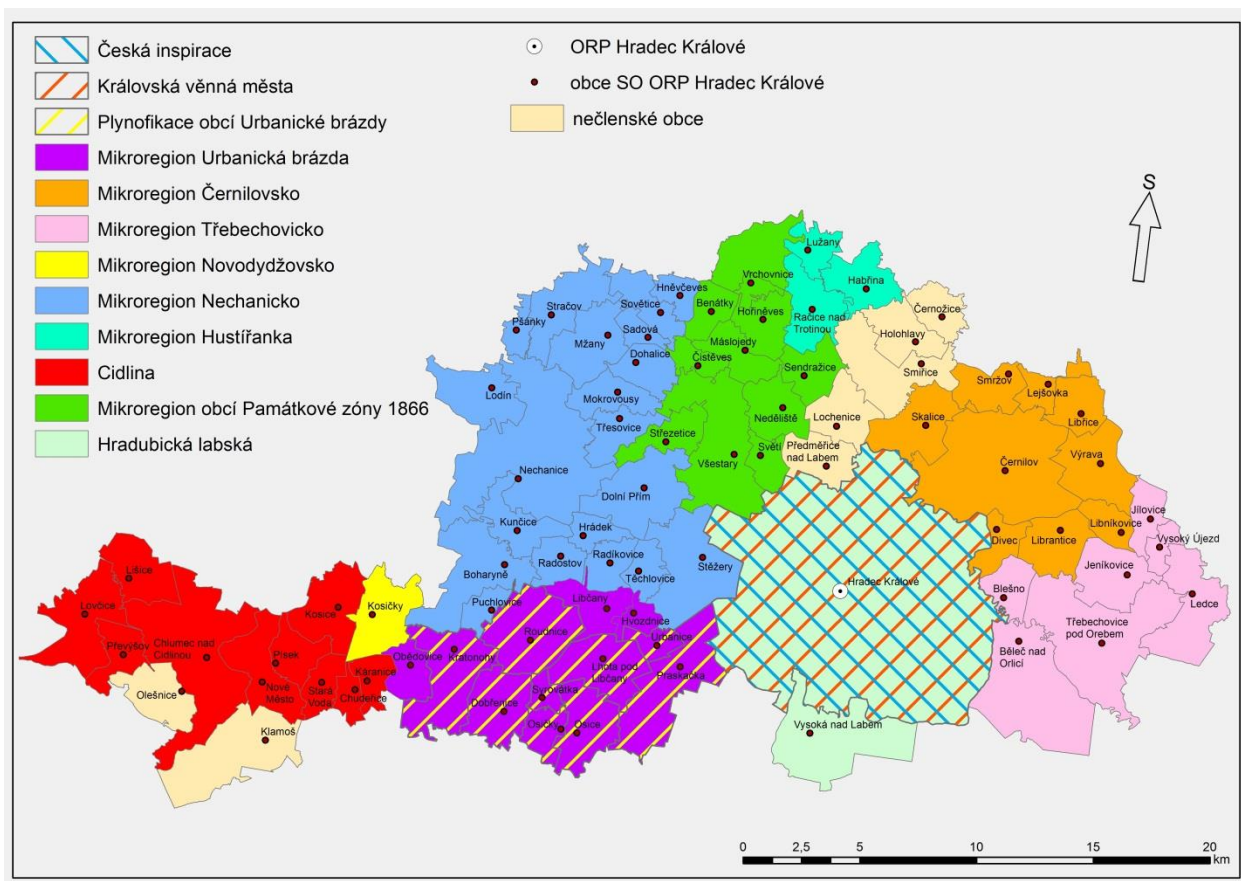 Česká inspirace
Královská věnná města
Plynofikace obcí Urbanické brázdy
Mikroregion Urbanická brázda
Mikroregion Černilovsko
Mikroregion Třebechovicko
Mikroregion Novodydžovsko
Mikroregion Nechanicko
Mikroregion Hustířanka
Cidlina
Mikroregion obcí Památkové zóny 1866
Hradubická labská
ORP Hradec Králové
obce SO ORP Hradec Králové
nečlenské obce
S
Lužany
Vrchovnice
Habřina
Hněvčeves
Benátky
Hořiněves
Račice nad
Trotinou
Černožice
Stračov
Sovětice
Pšánky
Mžany
Sadová
Dohalice
Máslojedy
Čistěves
Holohlavy
Smiřice
Sendražice
Smržov
Lejšovka
Lodín
Mokrovousy
Třesovice
Neděliště
Lochenice
Skalice
Libřice
Střezetice
Světí
Všestary
Předměřice
nad Labem
Černilov
Výrava
Nechanice
Dolní Přím
Kunčice
Hrádek
Divec
Librantice
Libníkovice
Jílovice
Vysoký Újezd
Radostov
Radíkovice
Těchlovice
Stěžery
Boharyně
Puchlovice
Jeníkovice
Ledce
Hradec Králové
Blešno
Třebechovice
pod Orebem
Běleč nad
Orlicí
Lišice
Lovčice
Kosice
Kosičky
Libčany
Hvozdnice
Převýšov
Chlumec nad
Cidlinou
Písek
Roudnice
Urbanice
Obědovice
Kratonohy
Lhota pod
Libčany
Praskačka
Olešnice
Nové
Město
Stará
Voda
Káranice
Chudeřice
Syrovátka
Dobřenice
Osičky
Osice
Klamoš
Vysoká nad Labem
0 2,5 5 10 15 20
km